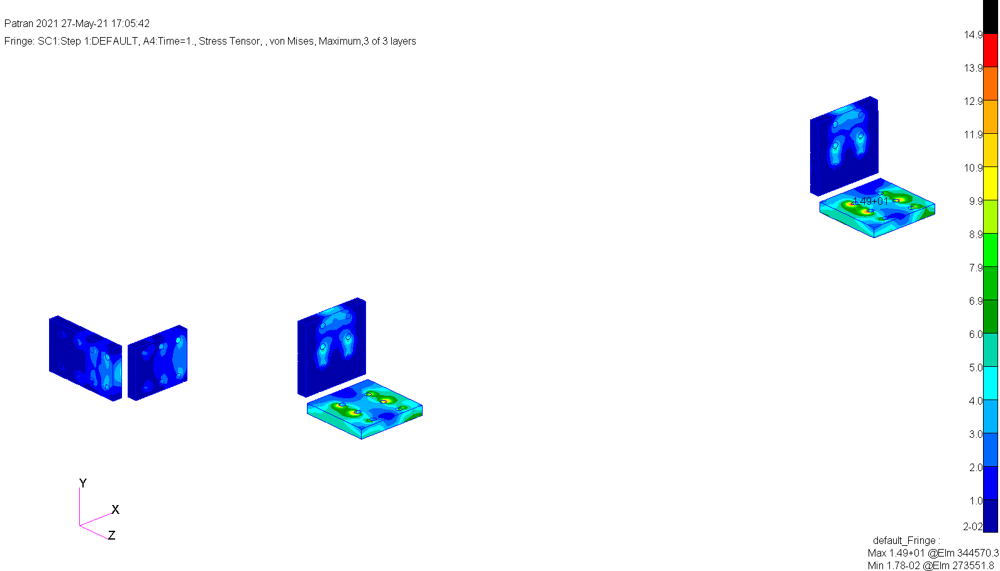 Patran 2021 27-May-21 17:05:42
Fringe: SC1:Step 1:DEFAULT, A4:Time=1., Stress Tensor, , von Mises, Maximum,3 of 3 layers
14.9
13.9
12.9
11.9
10.9
9.9
8.9
7.9
6.9
6.0
5.0
4.0
3.0
2.0
1.0
2-02
1.49+01
Y
X
Z
default_Fringe :
Max 1.49+01 @Elm 344570.3
Min 1.78-02 @Elm 273551.8